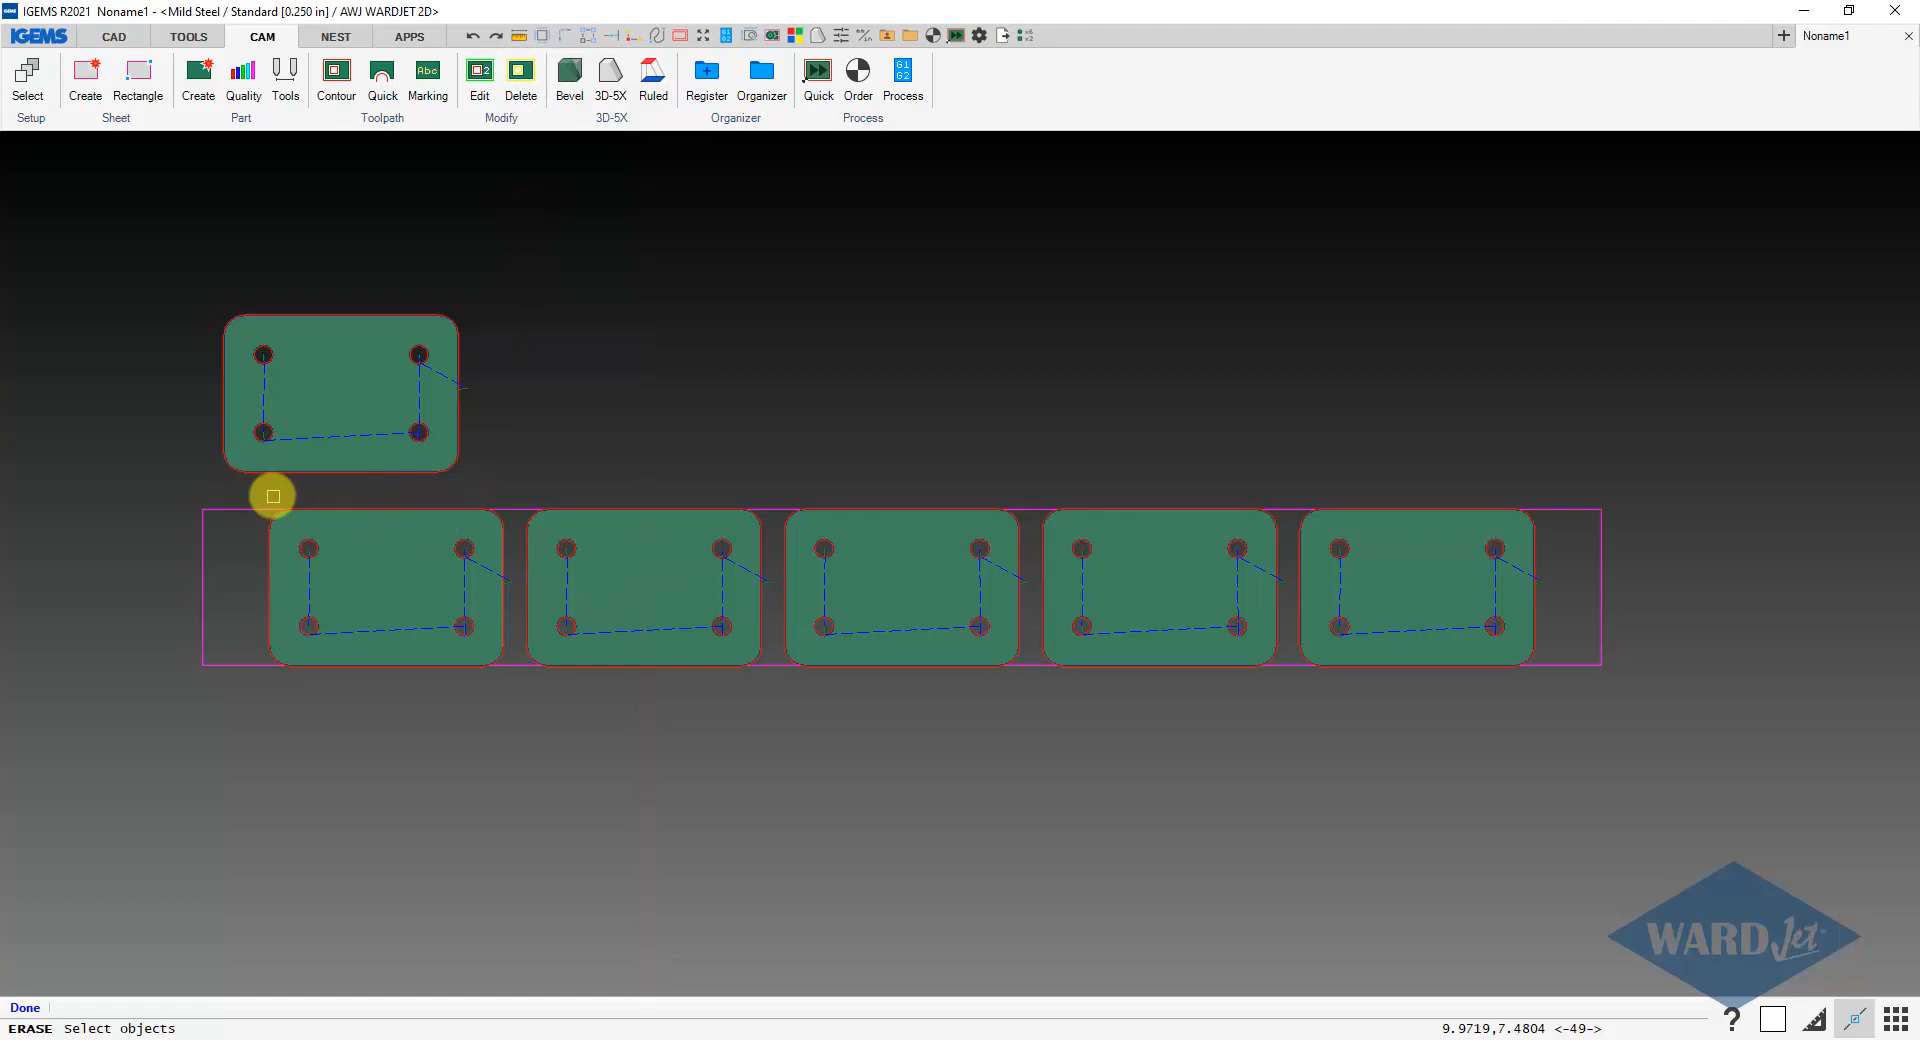 IGEMS R2021 Noname1 - <Mild Steel / Standard [0.250 in] / AWJ WARDJET 2D>
IGEMS CAD TOOLS CAM NEST APPS Noname1
Select Create Rectangle Create Quality Tools Contour Quick Marking Edit Delete Bevel 3D-5X Ruled Register Organizer Quick Order Process
Setup Sheet Part Toolpath Modify 3D-5X Organizer Process
WARDJet
Done
ERASE Select objects 9.9719,7.4804 <-49->